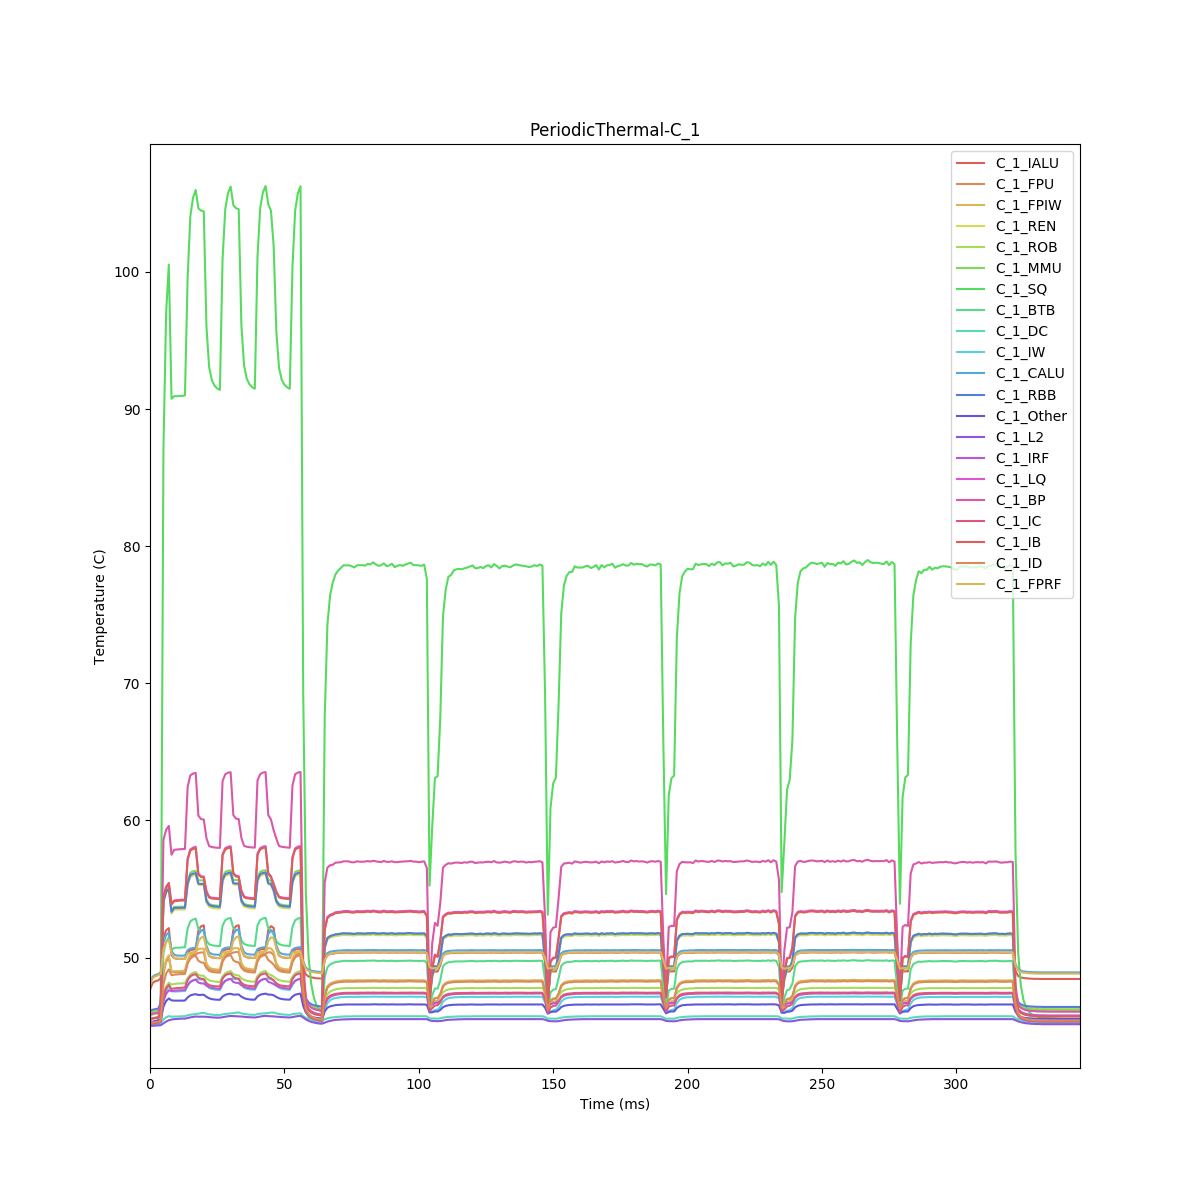 PeriodicThermal-C_1
C_1_IALU
C_1_FPU
C_1_FPIW
C_1_REN
C_1_ROB
C_1_MMU
C_1_SQ
C_1_BTB
C_1_DC
C_1_IW
C_1_CALU
C_1_RBB
C_1_Other
C_1_L2
C_1_IRF
C_1_LQ
C_1_BP
C_1_IC
C_1_IB
C_1_ID
C_1_FPRF
100
90
80
70
60
50
Temperature (C)
0 50 100 150 200 250 300
Time (ms)